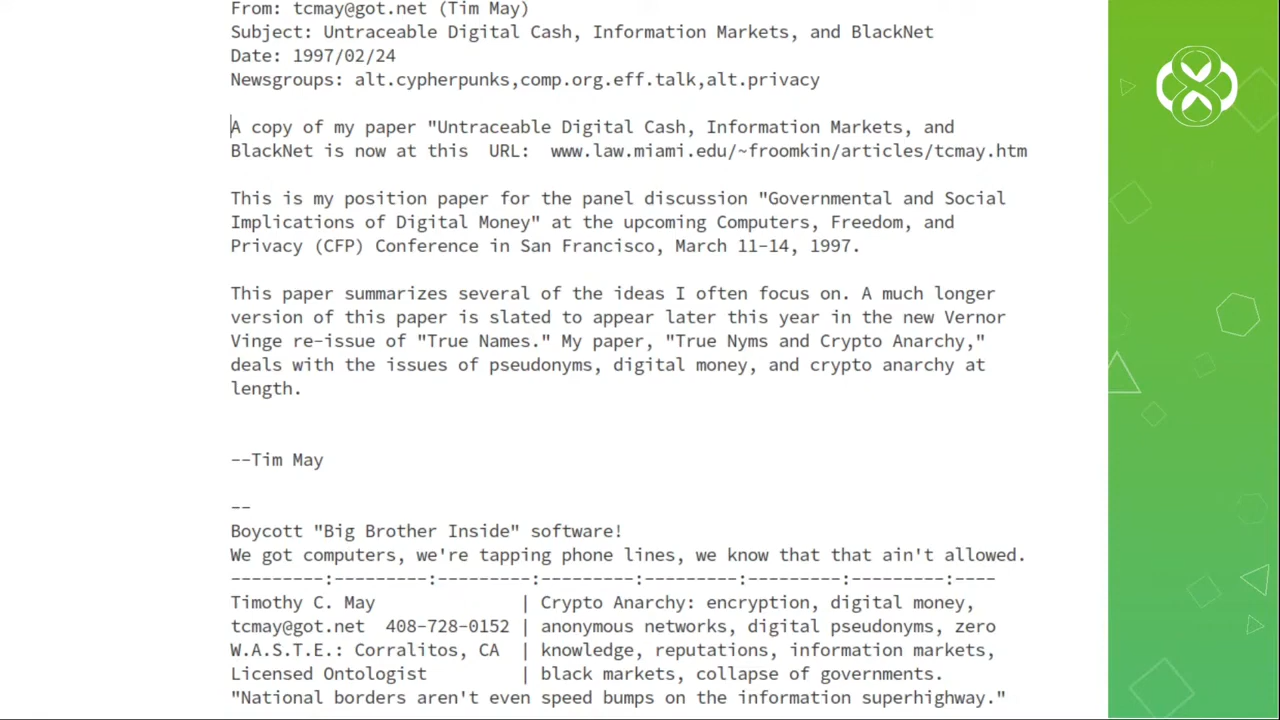 From: tcmay@got.net (Tim May)
Subject: Untraceable Digital Cash, Information Markets, and BlackNet
Date: 1997/02/24
Newsgroups: alt.cypherpunks,comp.org.eff.talk,alt.privacy
A copy of my paper "Untraceable Digital Cash, Information Markets, and
BlackNet is now at this  URL:  www.law.miami.edu/~froomkin/articles/tcmay.htm
This is my position paper for the panel discussion "Governmental and Social
Implications of Digital Money" at the upcoming Computers, Freedom, and
Privacy (CFP) Conference in San Francisco, March 11-14, 1997.
This paper summarizes several of the ideas I often focus on. A much longer
version of this paper is slated to appear later this year in the new Vernor
Vinge re-issue of "True Names." My paper, "True Nyms and Crypto Anarchy,"
deals with the issues of pseudonyms, digital money, and crypto anarchy at
length.
--Tim May
--
Boycott "Big Brother Inside" software!
We got computers, we're tapping phone lines, we know that that ain't allowed.
---------:---------:---------:---------:---------:---------:---------:----
Timothy C. May              | Crypto Anarchy: encryption, digital money,
tcmay@got.net  408-728-0152 | anonymous networks, digital pseudonyms, zero
W.A.S.T.E.: Corralitos, CA  | knowledge, reputations, information markets,
Licensed Ontologist         | black markets, collapse of governments.
"National borders aren't even speed bumps on the information superhighway."